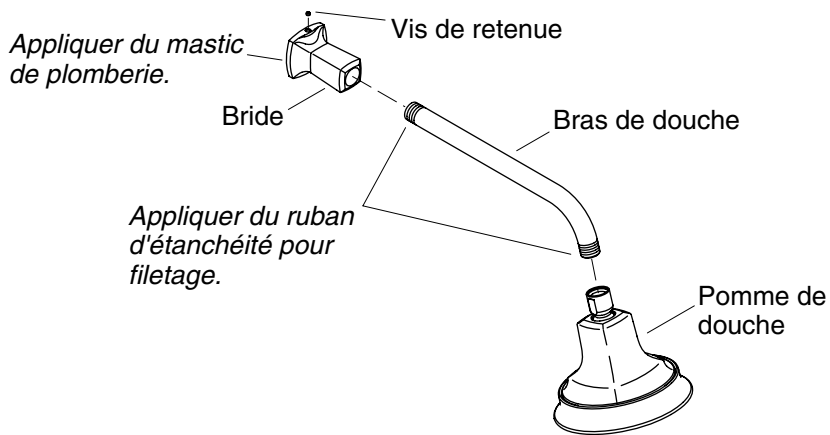 Vis de retenue
Appliquer du mastic
de plomberie.
Bride
Bras de douche
Appliquer du ruban
d'étanchéité pour
filetage.
Pomme de
douche